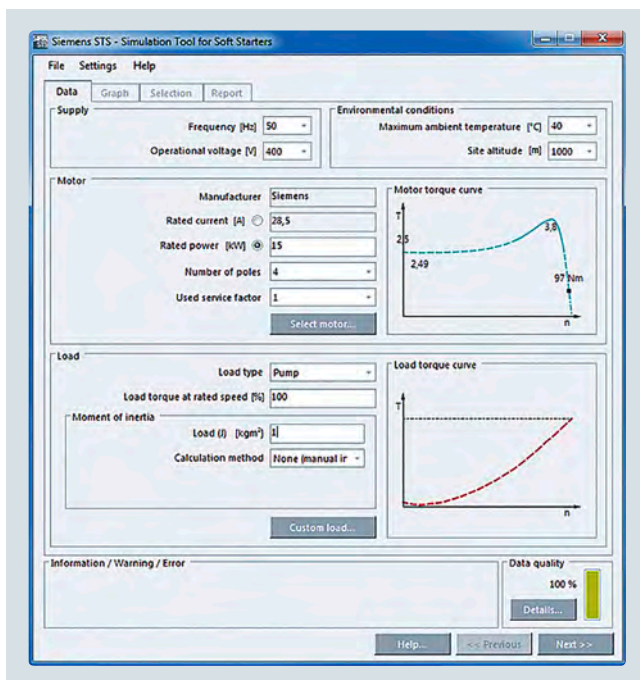 Siemens STS - Simulation Tool for Soft Starters
File Settings Help
Data Graph Selection Report
Supply
Frequency [Hz] 50
Operational voltage [V] 400
Environmental conditions
Maximum ambient temperature [°C] 40
Site altitude [m] 1000
Motor
Manufacturer Siemens
Rated current [A] 28,5
Rated power [kW] 15
Number of poles 4
Used service factor 1
Select motor...
Motor torque curve
T
2,5
2,49
3,8
97 Nm
n
Load
Load type Pump
Load torque at rated speed [%] 100
Moment of inertia
Load (J) [kgm²] 1
Calculation method None (manual ir
Custom load...
Load torque curve
T
n
Information / Warning / Error
Data quality
100 %
Details...
Help... << Previous Next >>